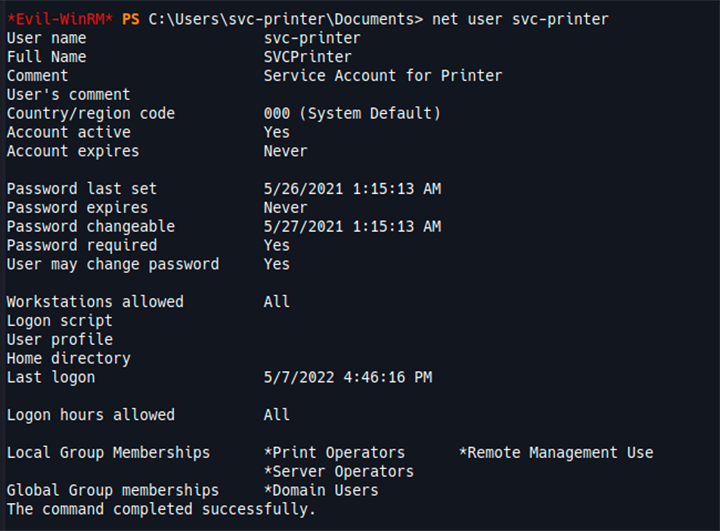 *Evil-WinRM* PS C:\Users\svc-printer\Documents> net user svc-printer
User name svc-printer
Full Name SVCPrinter
Comment Service Account for Printer
User's comment
Country/region code 000 (System Default)
Account active Yes
Account expires Never
Password last set 5/26/2021 1:15:13 AM
Password expires Never
Password changeable 5/27/2021 1:15:13 AM
Password required Yes
User may change password Yes
Workstations allowed All
Logon script
User profile
Home directory
Last logon 5/7/2022 4:46:16 PM
Logon hours allowed All
Local Group Memberships *Print Operators *Remote Management Use
*Server Operators
Global Group memberships *Domain Users
The command completed successfully.